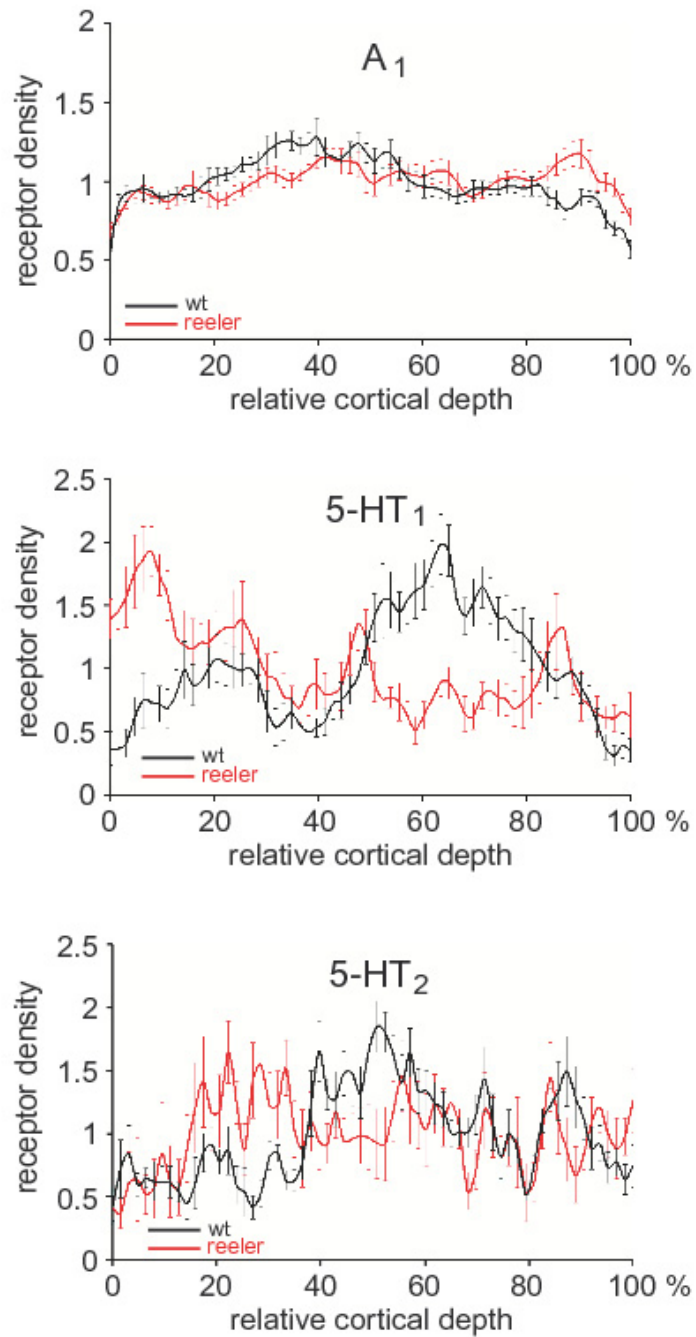 2
A 1
1.5
1
0.5
0
receptor density
wt
reeler
0 20 40 60 80 100 %
relative cortical depth
2.5
5-HT1
2
1.5
1
0.5
0
receptor density
wt
reeler
0 20 40 60 80 100 %
relative cortical depth
2.5
5-HT2
2
1.5
1
0.5
0
receptor density
wt
reeler
0 20 40 60 80 100 %
relative cortical depth